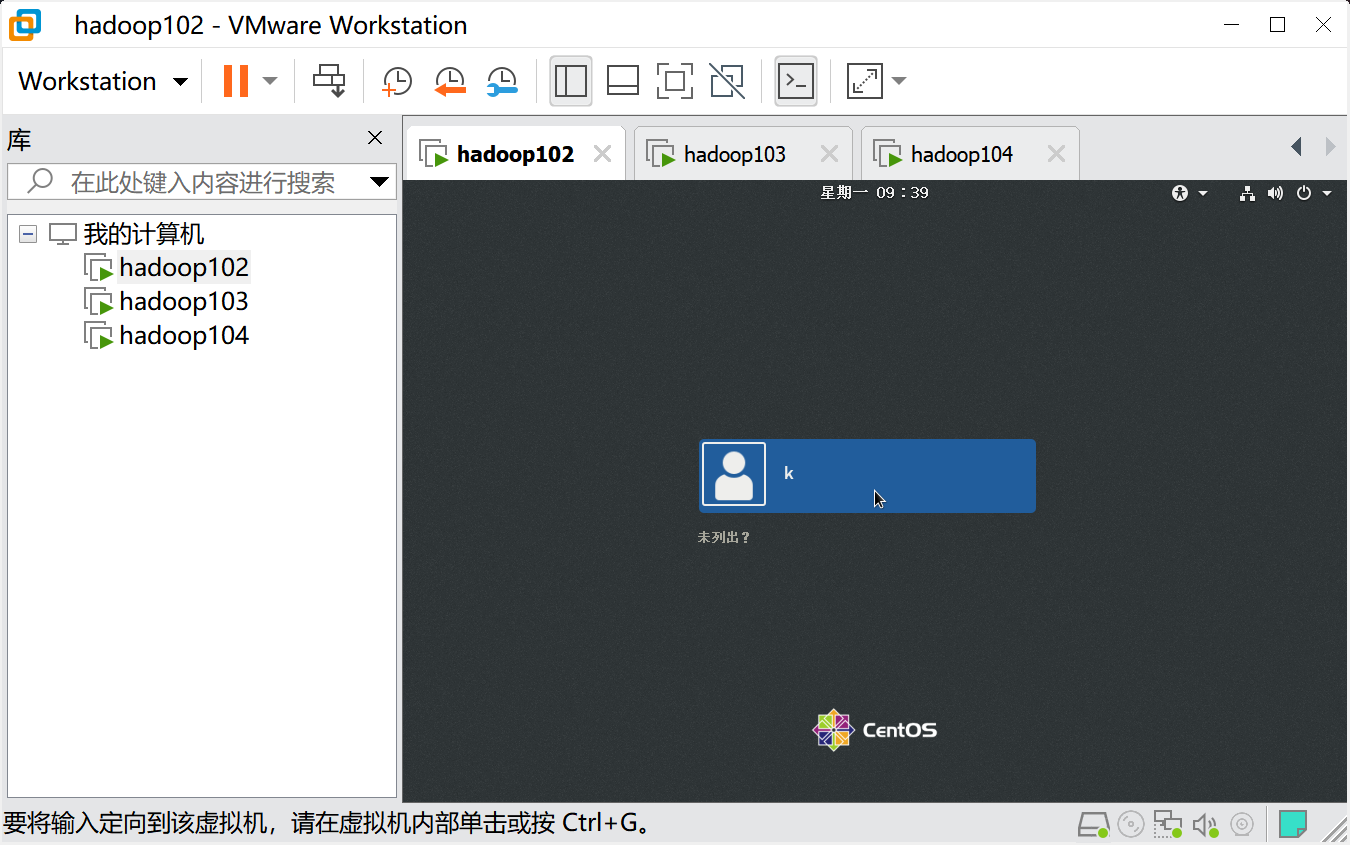 hadoop102 - VMware Workstation
Workstation
库
在此处键入内容进行搜索
我的计算机
hadoop102
hadoop103
hadoop104
hadoop102
hadoop103
hadoop104
星期一 09：39
k
未列出？
CentOS
要将输入定向到该虚拟机，请在虚拟机内部单击或按 Ctrl+G。